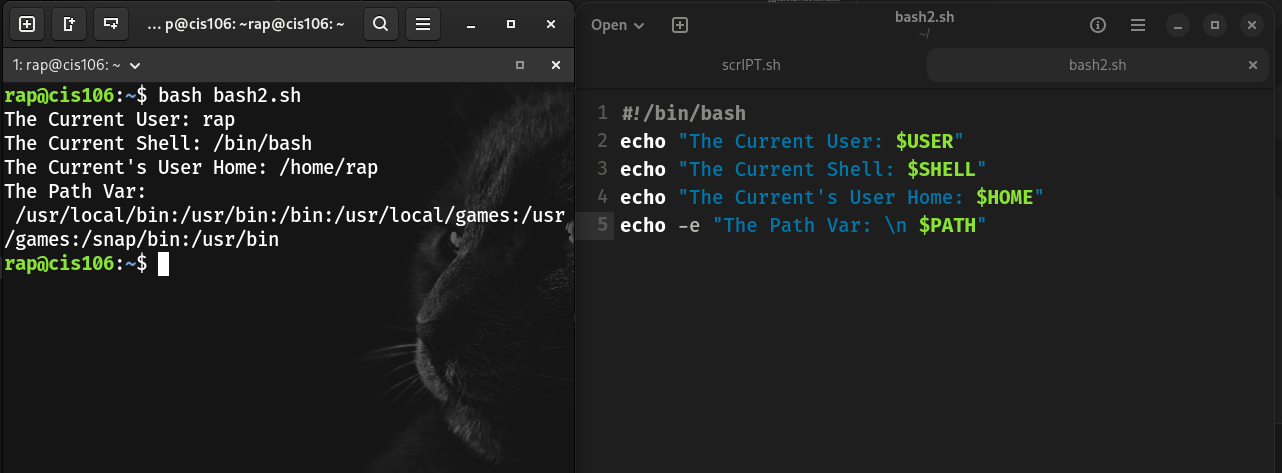 ... p@cis106: ~rap@cis106: ~
1: rap@cis106: ~
rap@cis106:~$ bash bash2.sh
The Current User: rap
The Current Shell: /bin/bash
The Current's User Home: /home/rap
The Path Var:
/usr/local/bin:/usr/bin:/bin:/usr/local/games:/usr
/games:/snap/bin:/usr/bin
rap@cis106:~$
Open
bash2.sh
~/
scrIPT.sh
bash2.sh
1 #!/bin/bash
2 echo "The Current User: $USER"
3 echo "The Current Shell: $SHELL"
4 echo "The Current's User Home: $HOME"
5 echo -e "The Path Var: \n $PATH"